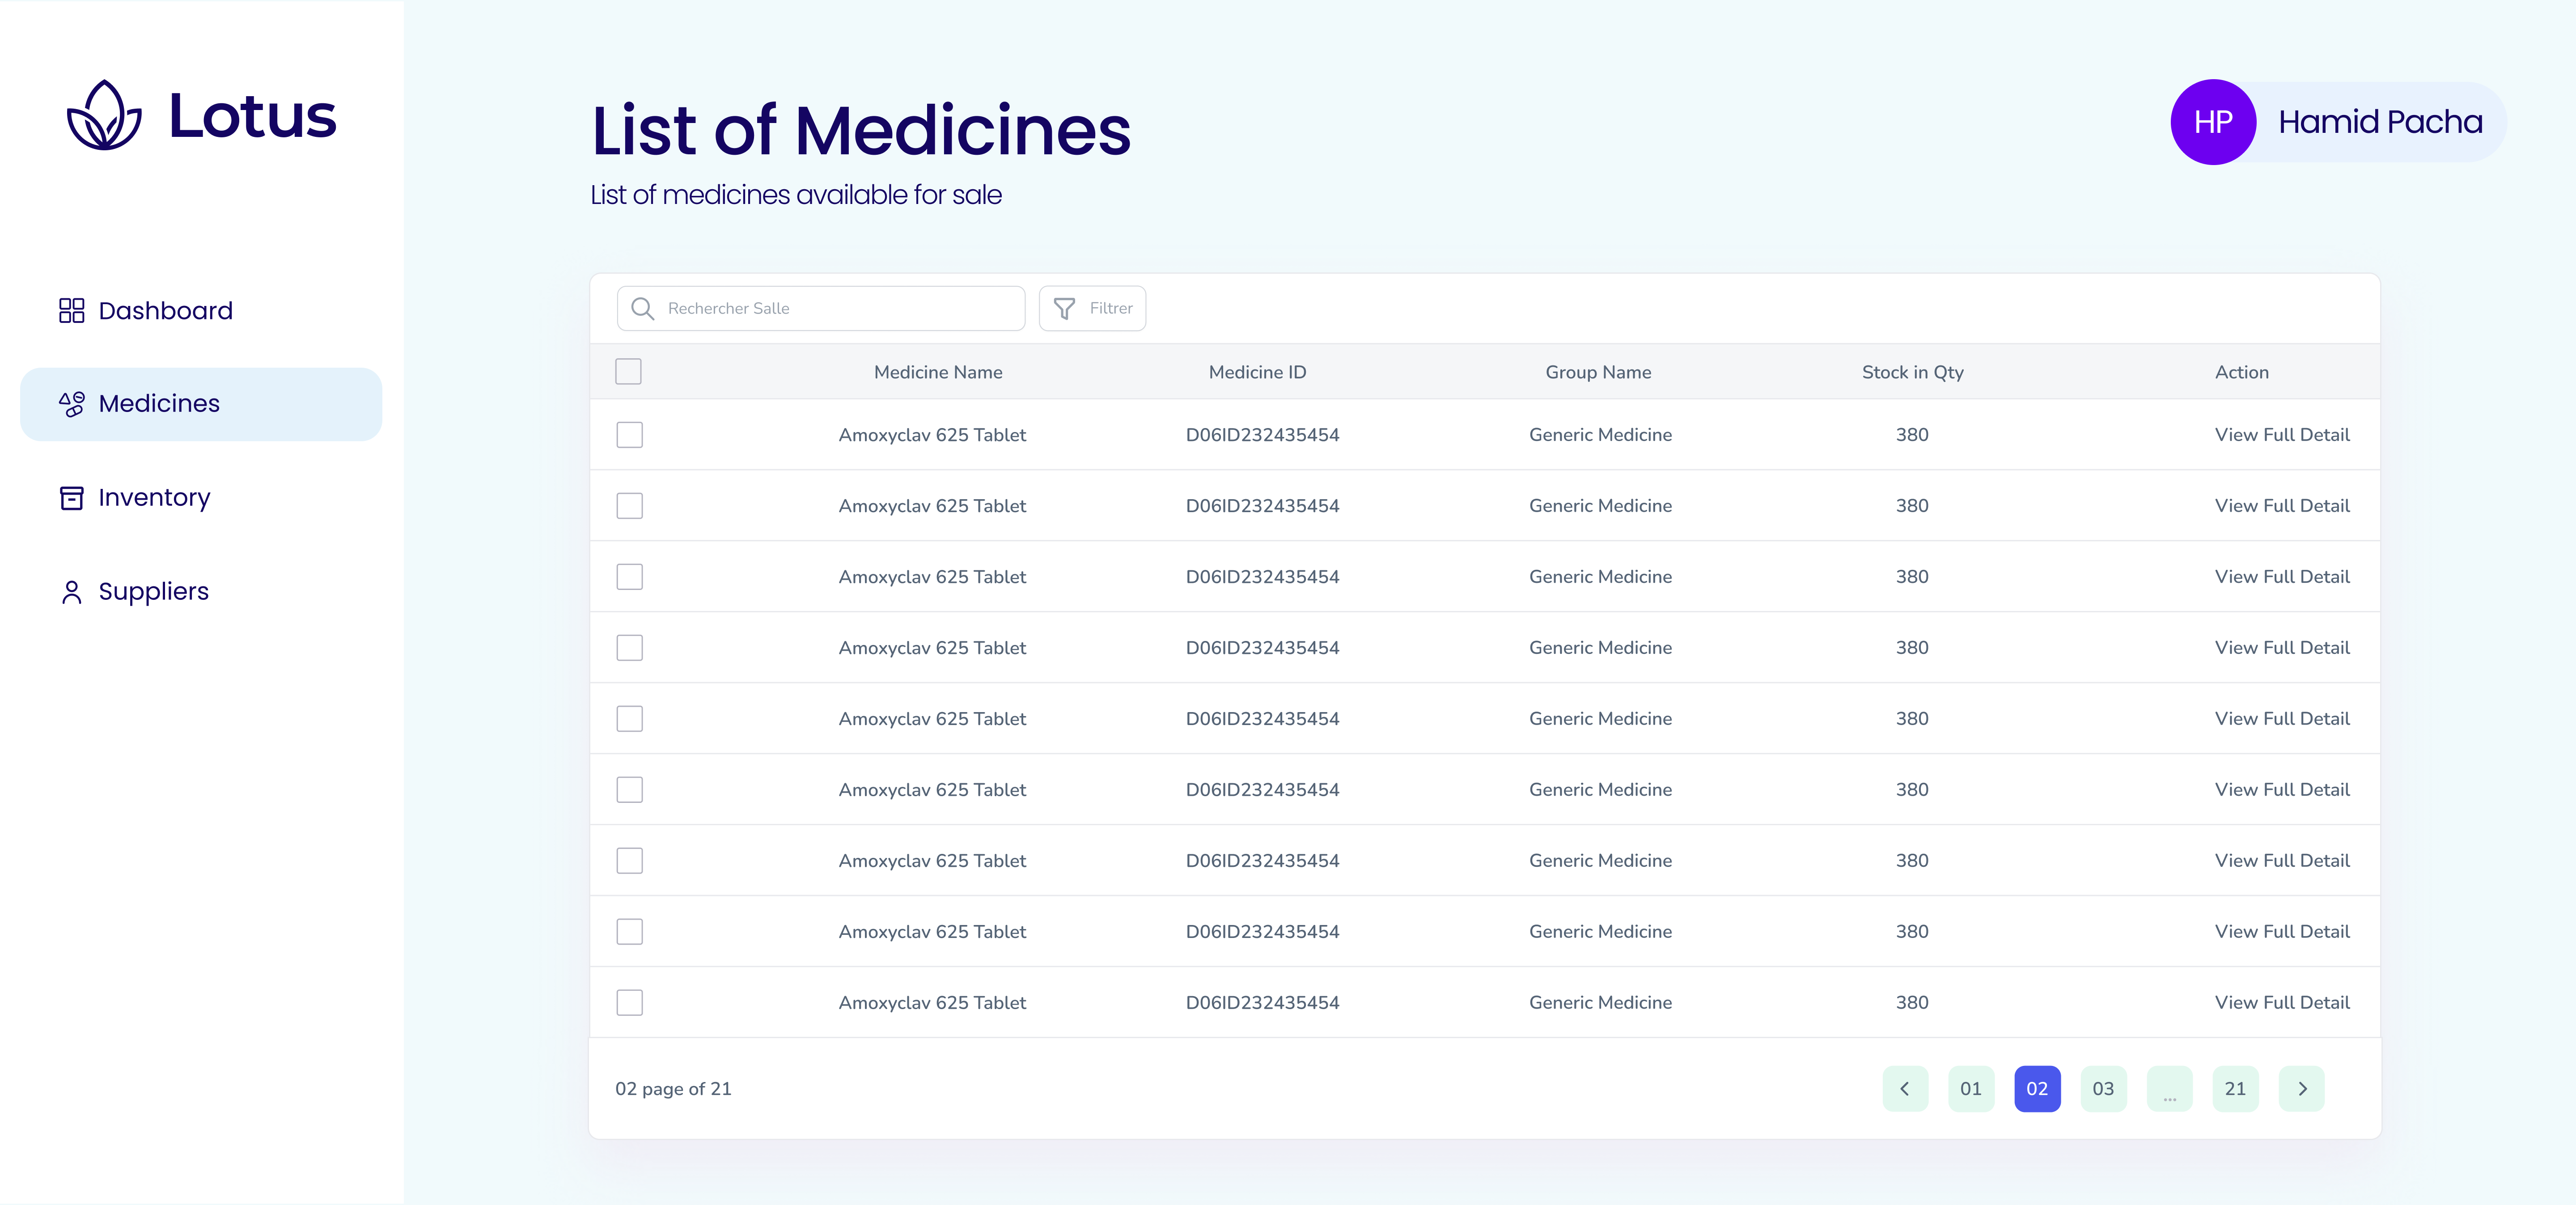 Lotus
Dashboard
Medicines
Inventory
Suppliers
List of Medicines
List of medicines available for sale
HP Hamid Pacha
Rechercher Salle Filtrer
Medicine Name Medicine ID Group Name Stock in Qty Action
Amoxyclav 625 Tablet D06ID232435454 Generic Medicine 380 View Full Detail
Amoxyclav 625 Tablet D06ID232435454 Generic Medicine 380 View Full Detail
Amoxyclav 625 Tablet D06ID232435454 Generic Medicine 380 View Full Detail
Amoxyclav 625 Tablet D06ID232435454 Generic Medicine 380 View Full Detail
Amoxyclav 625 Tablet D06ID232435454 Generic Medicine 380 View Full Detail
Amoxyclav 625 Tablet D06ID232435454 Generic Medicine 380 View Full Detail
Amoxyclav 625 Tablet D06ID232435454 Generic Medicine 380 View Full Detail
Amoxyclav 625 Tablet D06ID232435454 Generic Medicine 380 View Full Detail
Amoxyclav 625 Tablet D06ID232435454 Generic Medicine 380 View Full Detail
02 page of 21 01 02 03 ... 21